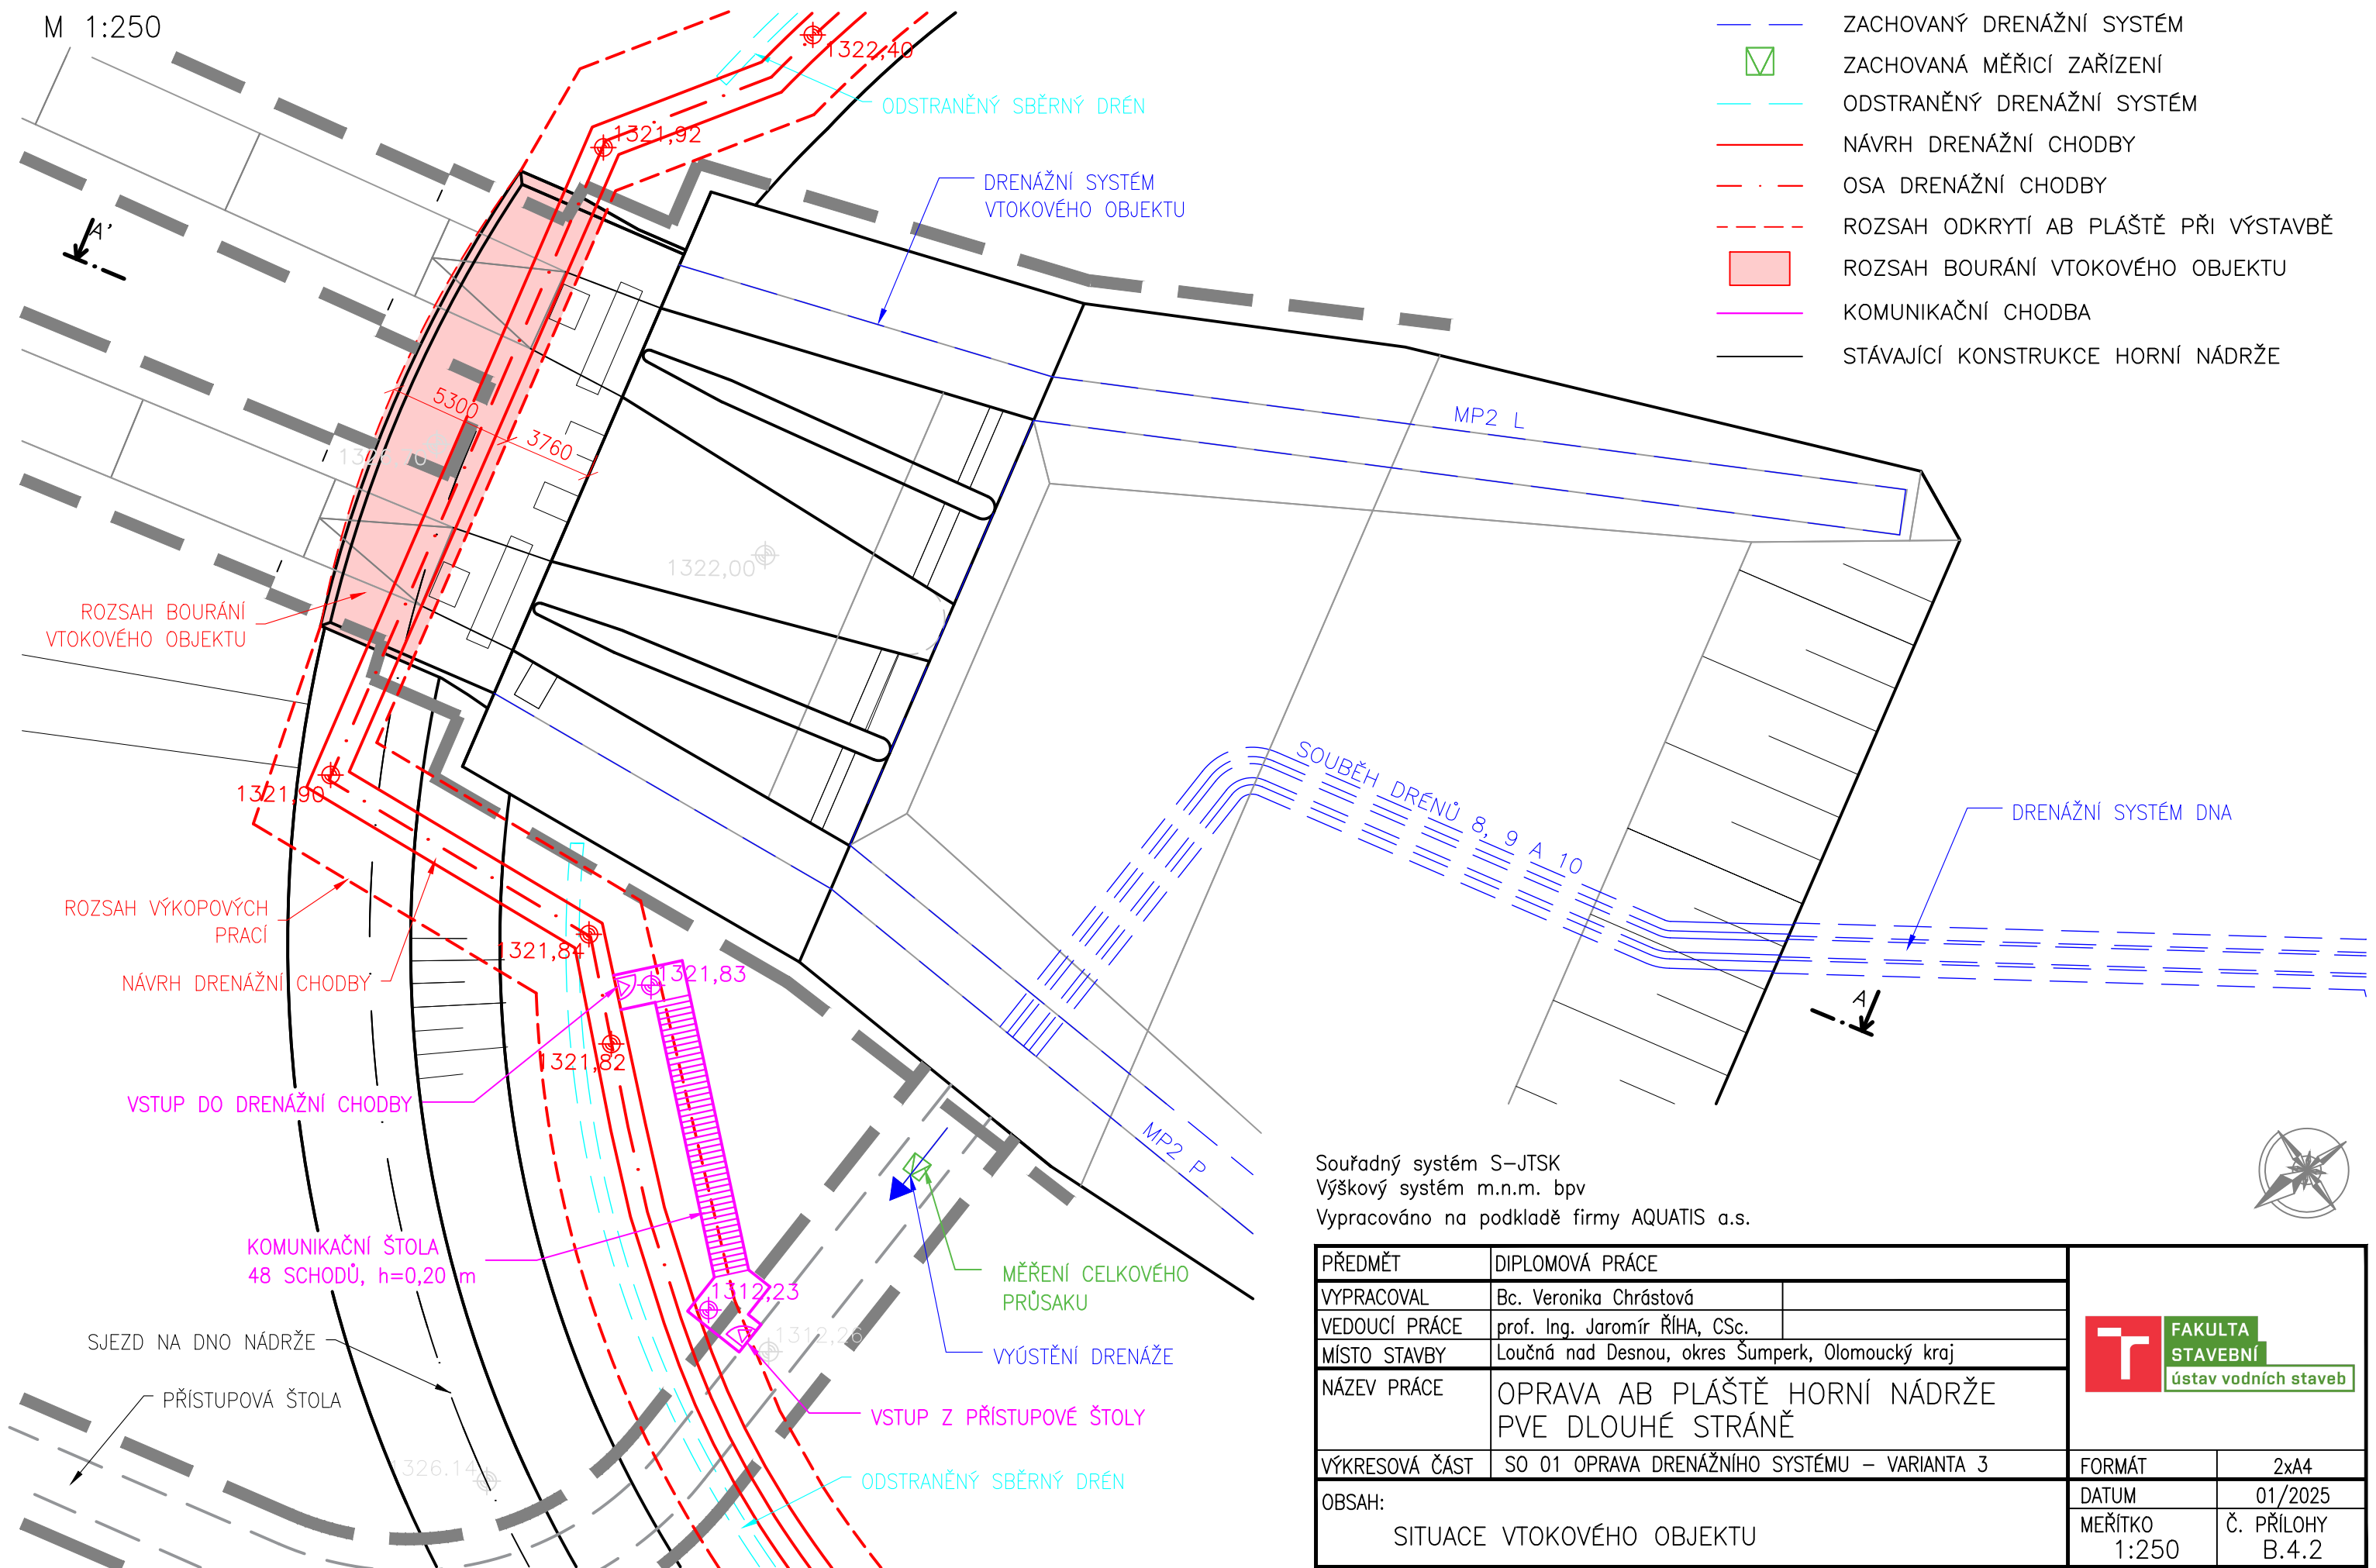 M 1:250
ZACHOVANÝ DRENÁŽNÍ SYSTÉM
ZACHOVANÁ MĚŘICÍ ZAŘÍZENÍ
ODSTRANĚNÝ DRENÁŽNÍ SYSTÉM
NÁVRH DRENÁŽNÍ CHODBY
OSA DRENÁŽNÍ CHODBY
ROZSAH ODKRYTÍ AB PLÁŠTĚ PŘI VÝSTAVBĚ
ROZSAH BOURÁNÍ VTOKOVÉHO OBJEKTU
KOMUNIKAČNÍ CHODBA
STÁVAJÍCÍ KONSTRUKCE HORNÍ NÁDRŽE
1322,40
ODSTRANĚNÝ SBĚRNÝ DRÉN
1321,92
DRENÁŽNÍ SYSTÉM
VTOKOVÉHO OBJEKTU
A'
5300
3760
MP2 L
1322,00
ROZSAH BOURÁNÍ
VTOKOVÉHO OBJEKTU
1321,90
SOUBĚH DRÉNŮ 8, 9 A 10
DRENÁŽNÍ SYSTÉM DNA
ROZSAH VÝKOPOVÝCH
PRACÍ
1321,84
NÁVRH DRENÁŽNÍ CHODBY
1321,83
A
1321,82
VSTUP DO DRENÁŽNÍ CHODBY
MP2 P
KOMUNIKAČNÍ ŠTOLA
48 SCHODŮ, h=0,20 m
MĚŘENÍ CELKOVÉHO
PRŮSAKU
1312,23
1312,26
SJEZD NA DNO NÁDRŽE
VYÚSTĚNÍ DRENÁŽE
PŘÍSTUPOVÁ ŠTOLA
VSTUP Z PŘÍSTUPOVÉ ŠTOLY
1326.14
ODSTRANĚNÝ SBĚRNÝ DRÉN
Souřadný systém S-JTSK
Výškový systém m.n.m. bpv
Vypracováno na podkladě firmy AQUATIS a.s.
PŘEDMĚT DIPLOMOVÁ PRÁCE
VYPRACOVAL Bc. Veronika Chrástová
VEDOUCÍ PRÁCE prof. Ing. Jaromír ŘÍHA, CSc.
MÍSTO STAVBY Loučná nad Desnou, okres Šumperk, Olomoucký kraj
NÁZEV PRÁCE OPRAVA AB PLÁŠTĚ HORNÍ NÁDRŽE
PVE DLOUHÉ STRÁNĚ
VÝKRESOVÁ ČÁST SO 01 OPRAVA DRENÁŽNÍHO SYSTÉMU – VARIANTA 3
OBSAH:
SITUACE VTOKOVÉHO OBJEKTU
T FAKULTA
STAVEBNÍ
ústav vodních staveb
FORMÁT 2xA4
DATUM 01/2025
MEŘÍTKO Č. PŘÍLOHY
1:250 B.4.2